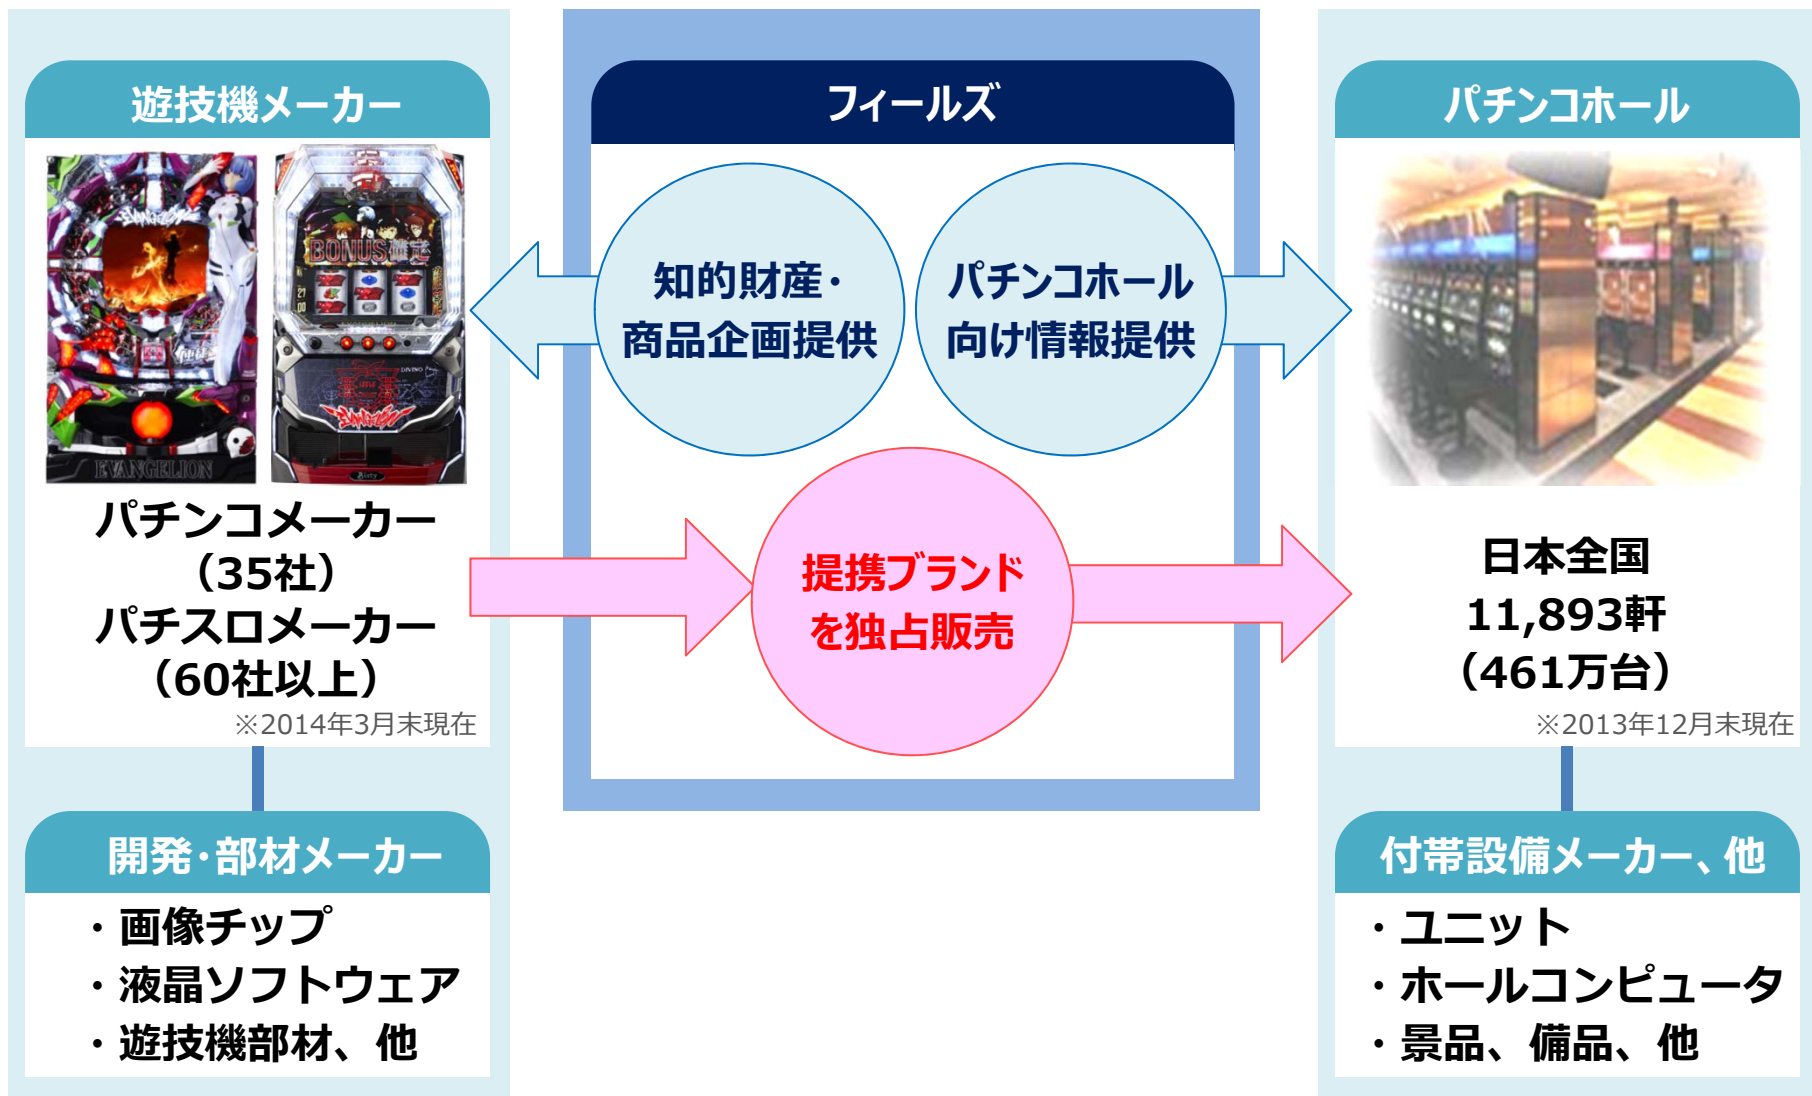 遊技機メーカー
EVANGELION
EVANGELION
BONUS確定
パチンコメーカー
（35社）
パチスロメーカー
（60社以上）
※2014年3月末現在
開発・部材メーカー
・画像チップ
・液晶ソフトウェア
・遊技機部材、他
フィールズ
知的財産・
商品企画提供
パチンコホール
向け情報提供
提携ブランド
を独占販売
パチンコホール
日本全国
11,893軒
（461万台）
※2013年12月末現在
付帯設備メーカー、他
・ユニット
・ホールコンピュータ
・景品、備品、他